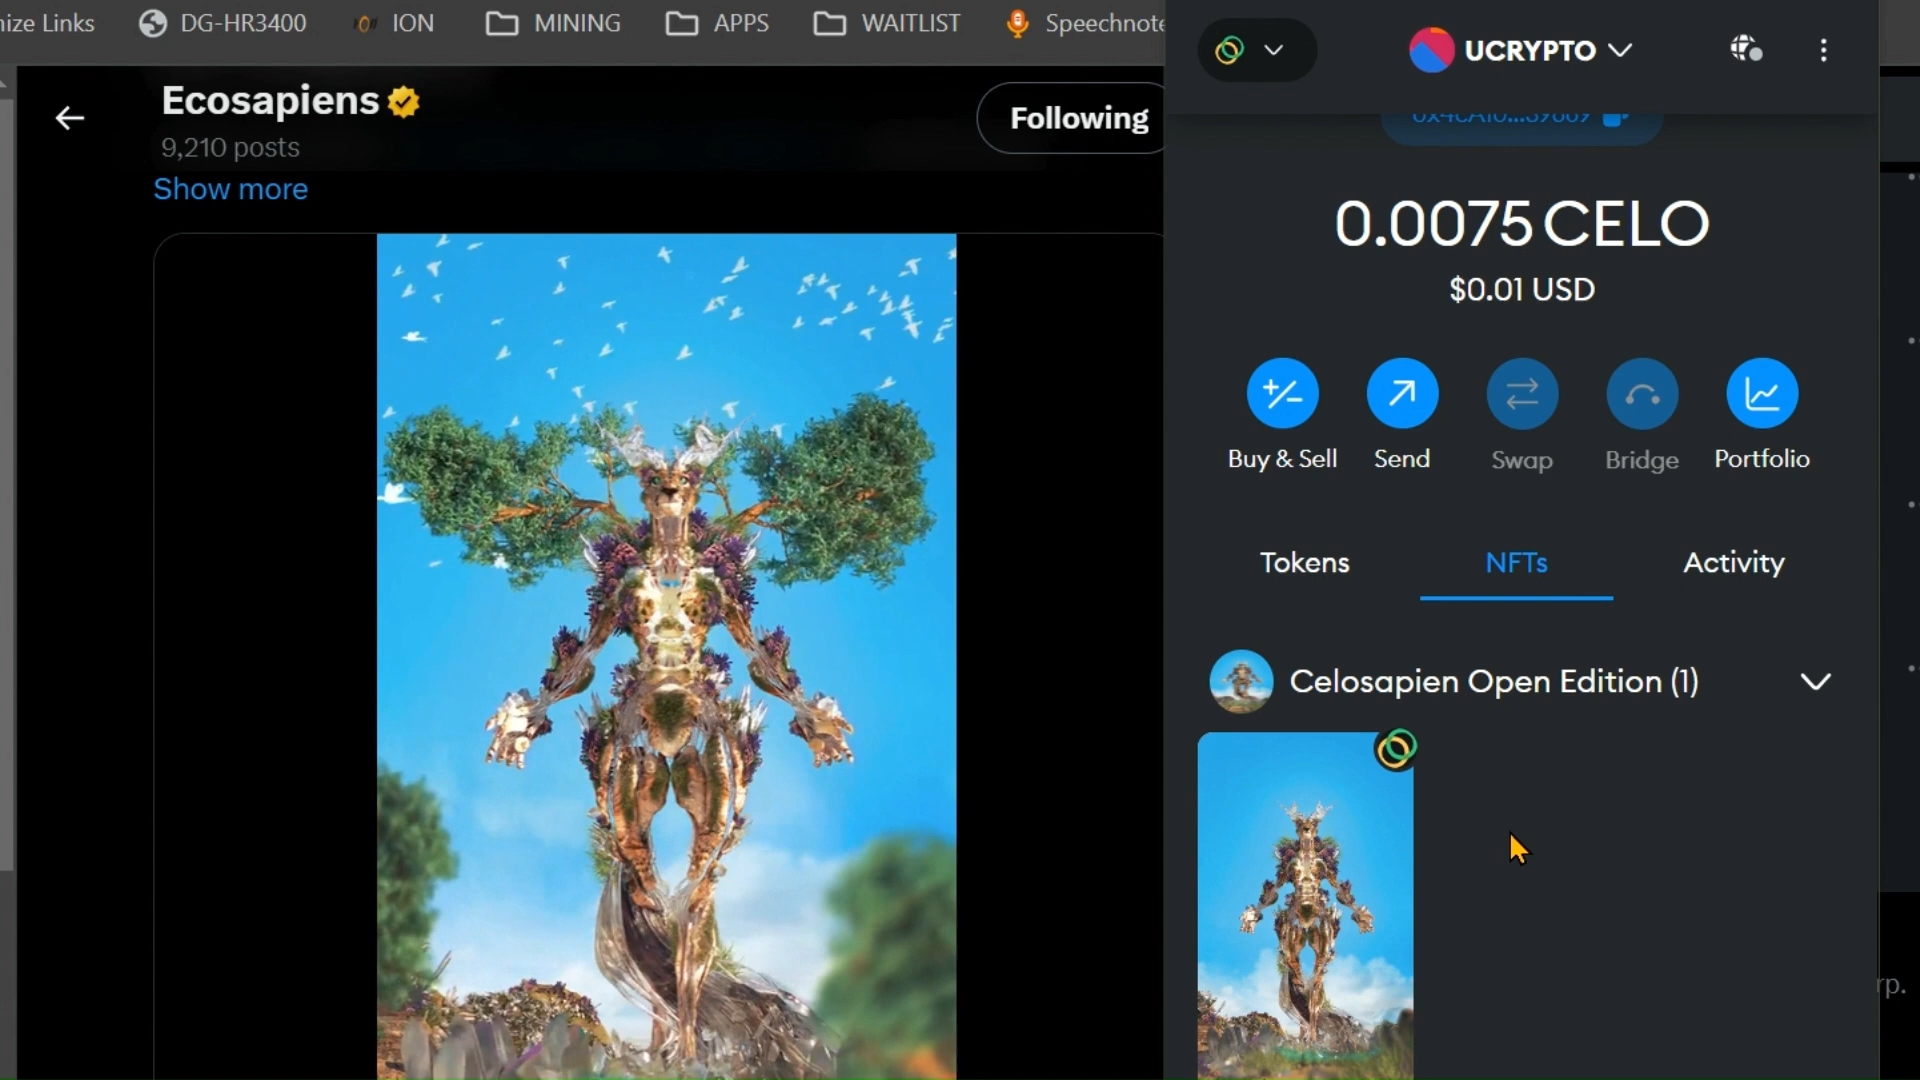 ize Links
DG-HR3400
ION
MINING
APPS
WAITLIST
Speechnote
Ecosapiens
9,210 posts
Following
Show more
UCRYPTO
0.0075 CELO
$0.01 USD
Buy & Sell
Send
Swap
Bridge
Portfolio
Tokens
NFTs
Activity
Celosapien Open Edition (1)
rp.